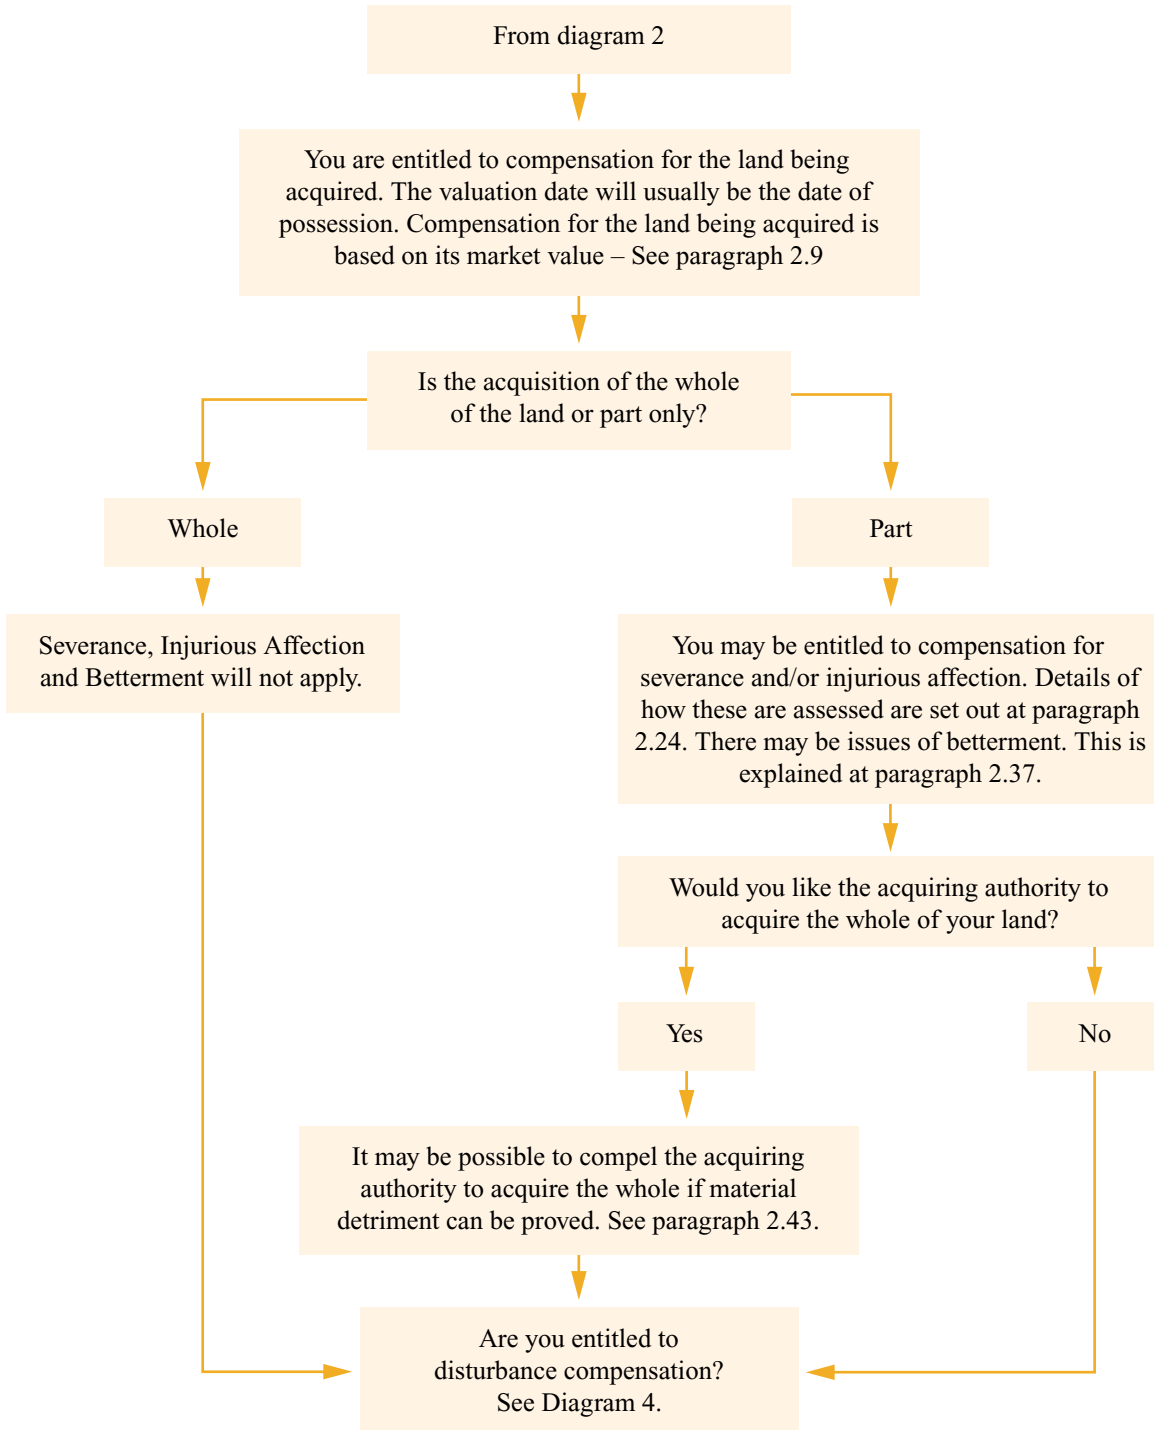 From diagram 2
You are entitled to compensation for the land being
acquired. The valuation date will usually be the date of
possession. Compensation for the land being acquired is
based on its market value – See paragraph 2.9
Is the acquisition of the whole
of the land or part only?
Whole
Part
Severance, Injurious Affection
and Betterment will not apply.
You may be entitled to compensation for
severance and/or injurious affection. Details of
how these are assessed are set out at paragraph
2.24. There may be issues of betterment. This is
explained at paragraph 2.37.
Would you like the acquiring authority to
acquire the whole of your land?
Yes
No
It may be possible to compel the acquiring
authority to acquire the whole if material
detriment can be proved. See paragraph 2.43.
Are you entitled to
disturbance compensation?
See Diagram 4.